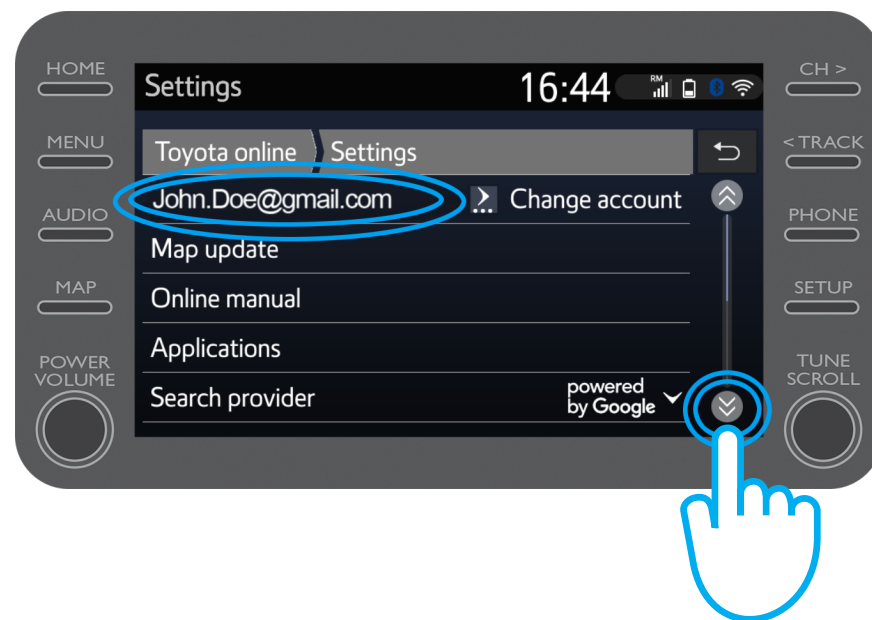 HOME
MENU
AUDIO
MAP
POWER
VOLUME
Settings
16:44
RM
Toyota online
Settings
John.Doe@gmail.com
Change account
Map update
Online manual
Applications
Search provider
powered
by Google
CH >
< TRACK
PHONE
SETUP
TUNE
SCROLL